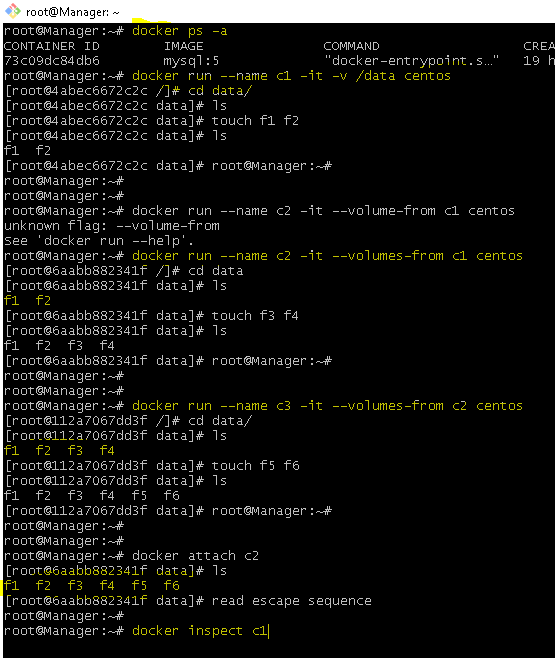 root@Manager: ~
root@Manager:~# docker ps -a
CONTAINER ID IMAGE COMMAND CREA
73c09dc84db6 mysql:5 "docker-entrypoint.s…" 19 h
root@Manager:~# docker run --name c1 -it -v /data centos
[root@4abec6672c2c /]# cd data/
[root@4abec6672c2c data]# ls
[root@4abec6672c2c data]# touch f1 f2
[root@4abec6672c2c data]# ls
f1 f2
[root@4abec6672c2c data]# root@Manager:~#
root@Manager:~#
root@Manager:~#
root@Manager:~# docker run --name c2 -it --volume-from c1 centos
unknown flag: --volume-from
See 'docker run --help'.
root@Manager:~# docker run --name c2 -it --volumes-from c1 centos
[root@6aabb882341f /]# cd data
[root@6aabb882341f data]# ls
f1 f2
[root@6aabb882341f data]# touch f3 f4
[root@6aabb882341f data]# ls
f1 f2 f3 f4
[root@6aabb882341f data]# root@Manager:~#
root@Manager:~#
root@Manager:~#
root@Manager:~# docker run --name c3 -it --volumes-from c2 centos
[root@112a7067dd3f /]# cd data/
[root@112a7067dd3f data]# ls
f1 f2 f3 f4
[root@112a7067dd3f data]# touch f5 f6
[root@112a7067dd3f data]# ls
f1 f2 f3 f4 f5 f6
[root@112a7067dd3f data]# root@Manager:~#
root@Manager:~#
root@Manager:~#
root@Manager:~# docker attach c2
[root@6aabb882341f data]# ls
f1 f2 f3 f4 f5 f6
[root@6aabb882341f data]# read escape sequence
root@Manager:~#
root@Manager:~# docker inspect c1